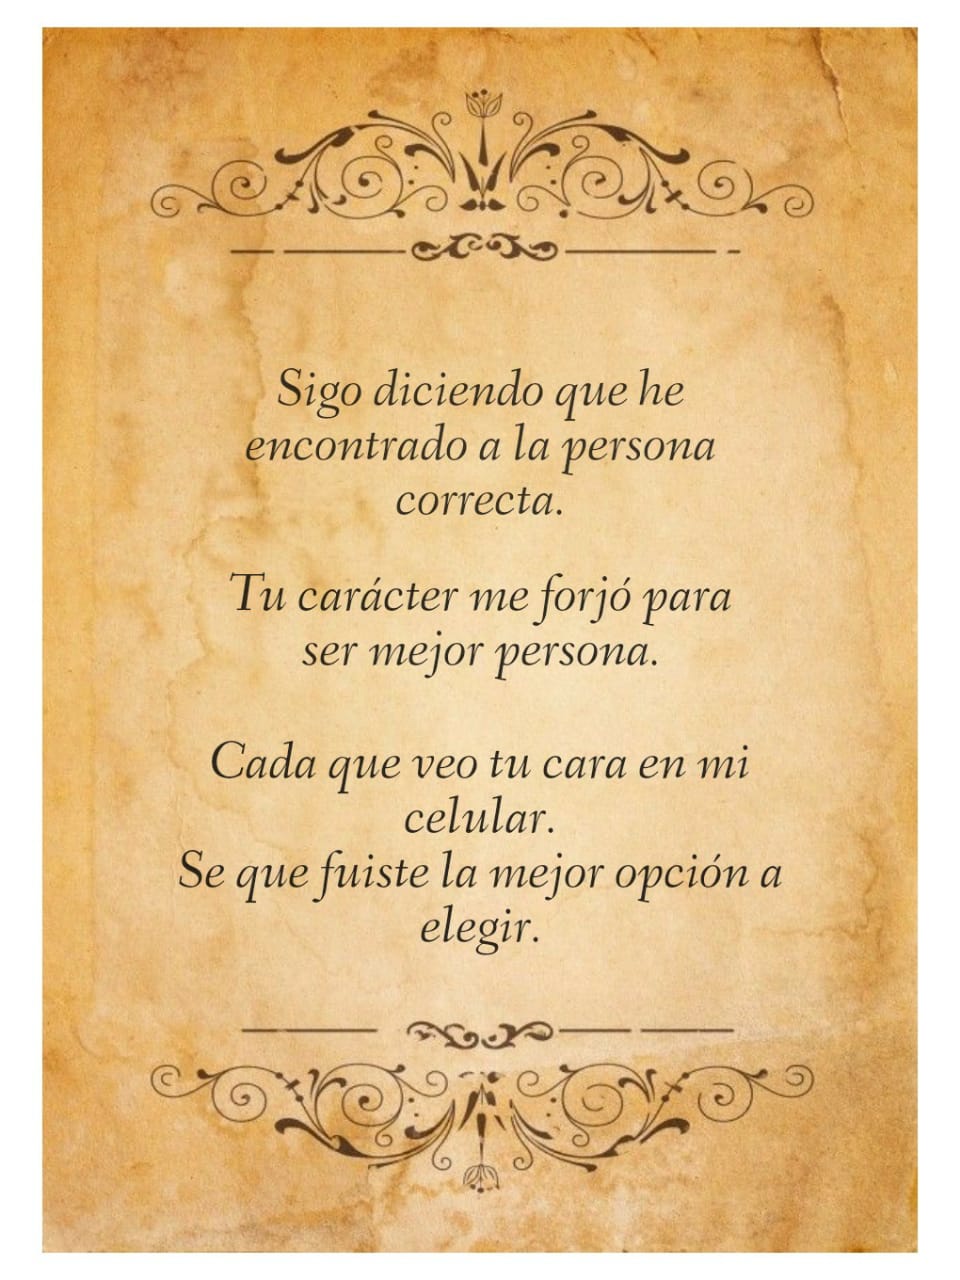 Sigo diciendo que he
encontrado a la persona
correcta.
Tu carácter me forjó para
ser mejor persona.
Cada que veo tu cara en mi
celular.
Se que fuiste la mejor opción a
elegir.